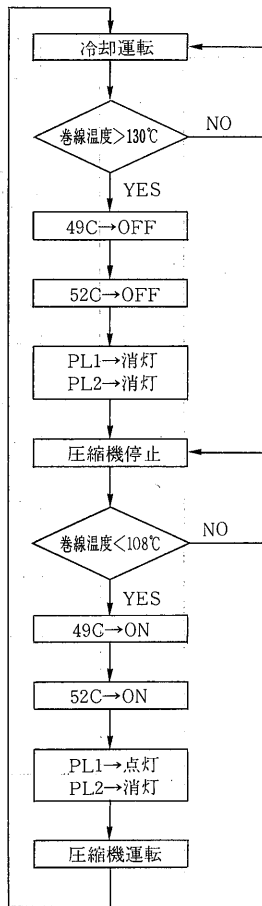 冷却運転
巻線温度>130℃
NO
YES
49C→OFF
52C→OFF
PL1→消灯
PL2→消灯
圧縮機停止
巻線温度<108℃
NO
YES
49C→ON
52C→ON
PL1→点灯
PL2→消灯
圧縮機運転